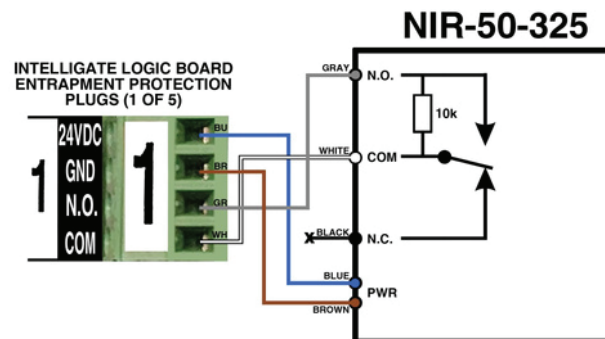 NIR-50-325
INTELLIGATE LOGIC BOARD
ENTRAPMENT PROTECTION
PLUGS (1 OF 5)
1
24VDC
GND
N.O.
COM
1
BU
BR
GR
WH
GRAY
N.O.
10k
WHITE
COM
X BLACK
N.C.
BLUE
PWR
BROWN